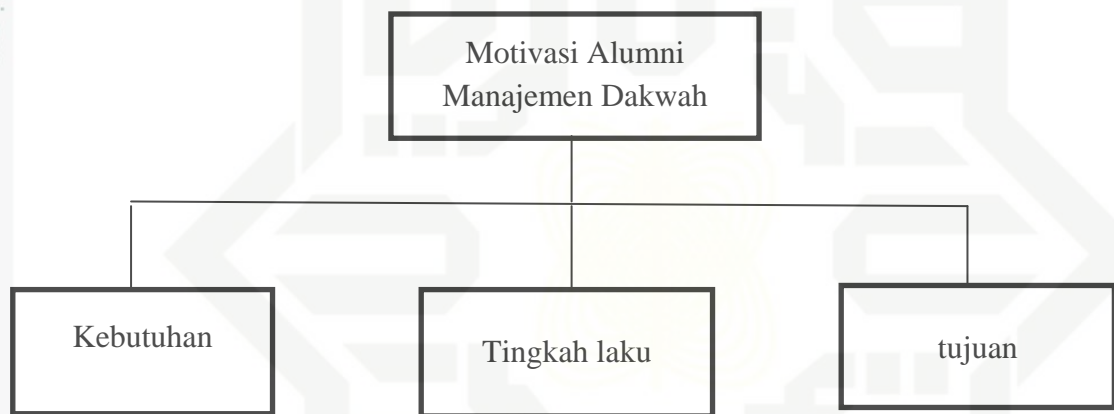 Motivasi Alumni
Manajemen Dakwah
Kebutuhan
Tingkah laku
tujuan